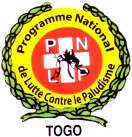 Programme National
P N
L P
de Lutte Contre le Paludisme
TOGO